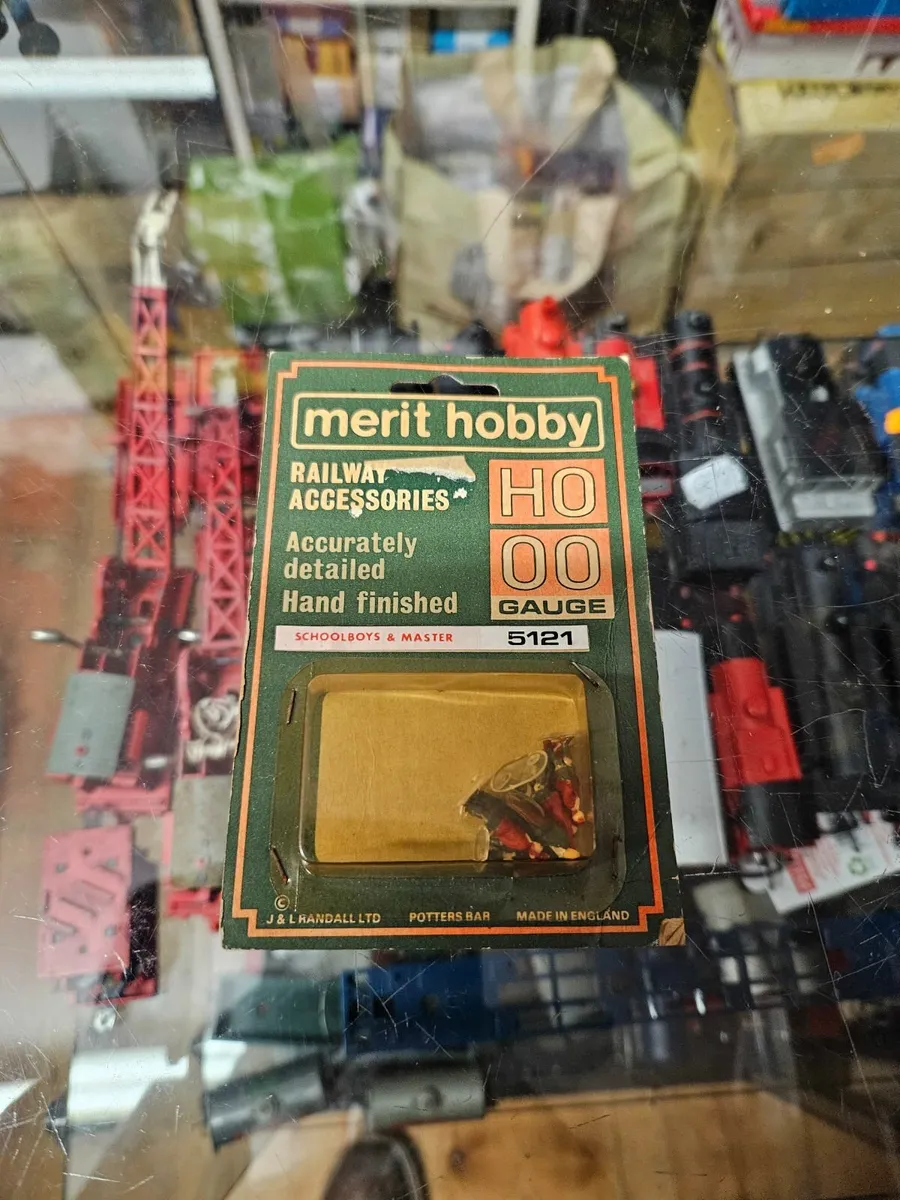 merit hobby
RAILWAY
ACCESSORIES
HO
Accurately
detailed
Hand finished
OO
GAUGE
SCHOOLBOYS & MASTER 5121
© J & L RANDALL LTD POTTERS BAR MADE IN ENGLAND